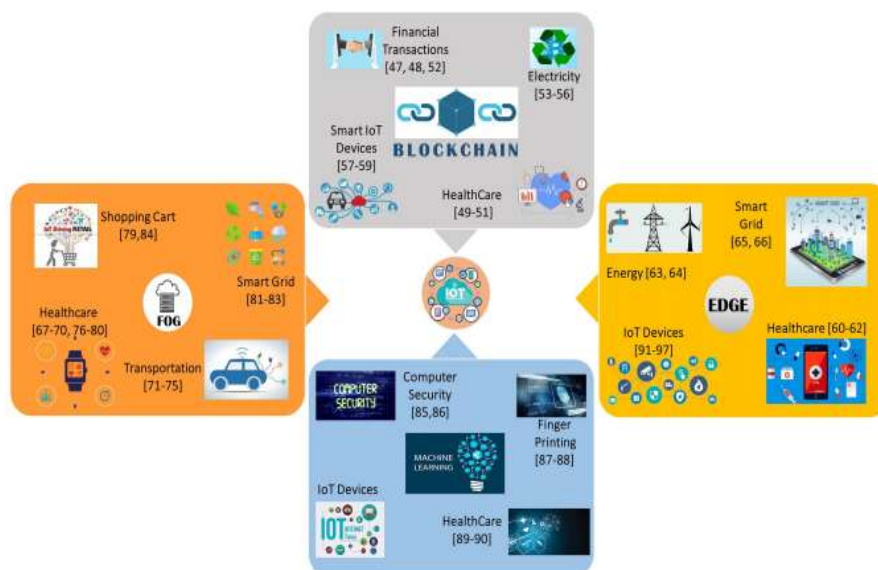 Financial
Transactions
[47, 48, 52]
Electricity
[53-56]
Smart IoT
Devices
[57-59]
BLOCKCHAIN
HealthCare
[49-51]
Shopping Cart
[79,84]
IoT Driving RETAIL
Smart Grid
[81-83]
FOG
Healthcare
[67-70, 76-80]
Transportation
[71-75]
IOT
Smart
Grid
[65, 66]
Energy [63, 64]
EDGE
IoT Devices
[91-97]
Healthcare [60-62]
COMPUTER
SECURITY
Computer
Security
[85,86]
Finger
Printing
[87-88]
MACHINE
LEARNING
IoT Devices
IOT
HealthCare
[89-90]